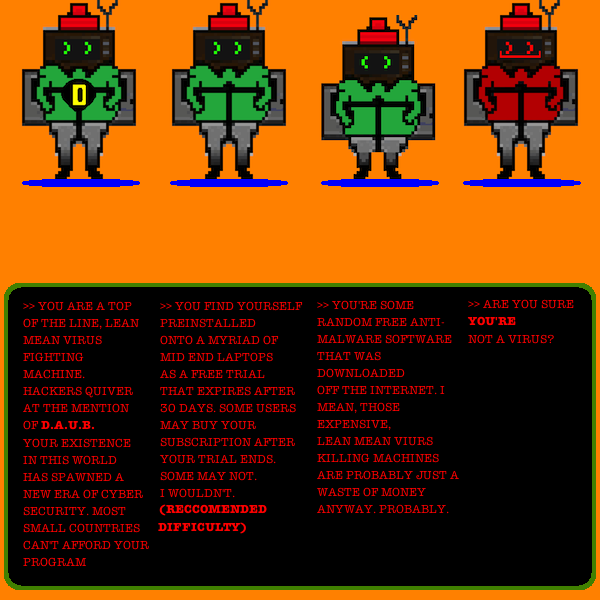 D
>> YOU ARE A TOP
OF THE LINE, LEAN
MEAN VIRUS
FIGHTING
MACHINE.
HACKERS QUIVER
AT THE MENTION
OF D.A.U.B.
YOUR EXISTENCE
IN THIS WORLD
HAS SPAWNED A
NEW ERA OF CYBER
SECURITY. MOST
SMALL COUNTRIES
CAN'T AFFORD YOUR
PROGRAM
>> YOU FIND YOURSELF
PREINSTALLED
ONTO A MYRIAD OF
MID END LAPTOPS
AS A FREE TRIAL
THAT EXPIRES AFTER
30 DAYS. SOME USERS
MAY BUY YOUR
SUBSCRIPTION AFTER
YOUR TRIAL ENDS.
SOME MAY NOT.
I WOULDN'T.
(RECCOMENDED
DIFFICULTY)
>> YOU'RE SOME
RANDOM FREE ANTI-
MALWARE SOFTWARE
THAT WAS
DOWNLOADED
OFF THE INTERNET. I
MEAN, THOSE
EXPENSIVE,
LEAN MEAN VIURS
KILLING MACHINES
ARE PROBABLY JUST A
WASTE OF MONEY
ANYWAY. PROBABLY.
>> ARE YOU SURE
YOU'RE
NOT A VIRUS?